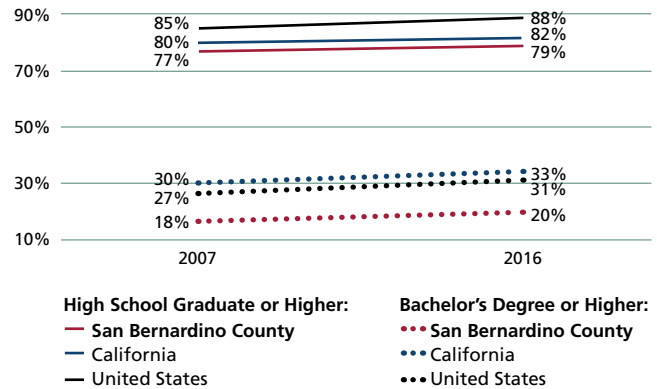 90%
85%
88%
80%
82%
77%
79%
70%
50%
30%
33%
30%
27%
31%
18%
20%
10%
2007 2016
High School Graduate or Higher:
San Bernardino County
California
United States
Bachelor’s Degree or Higher:
San Bernardino County
California
United States